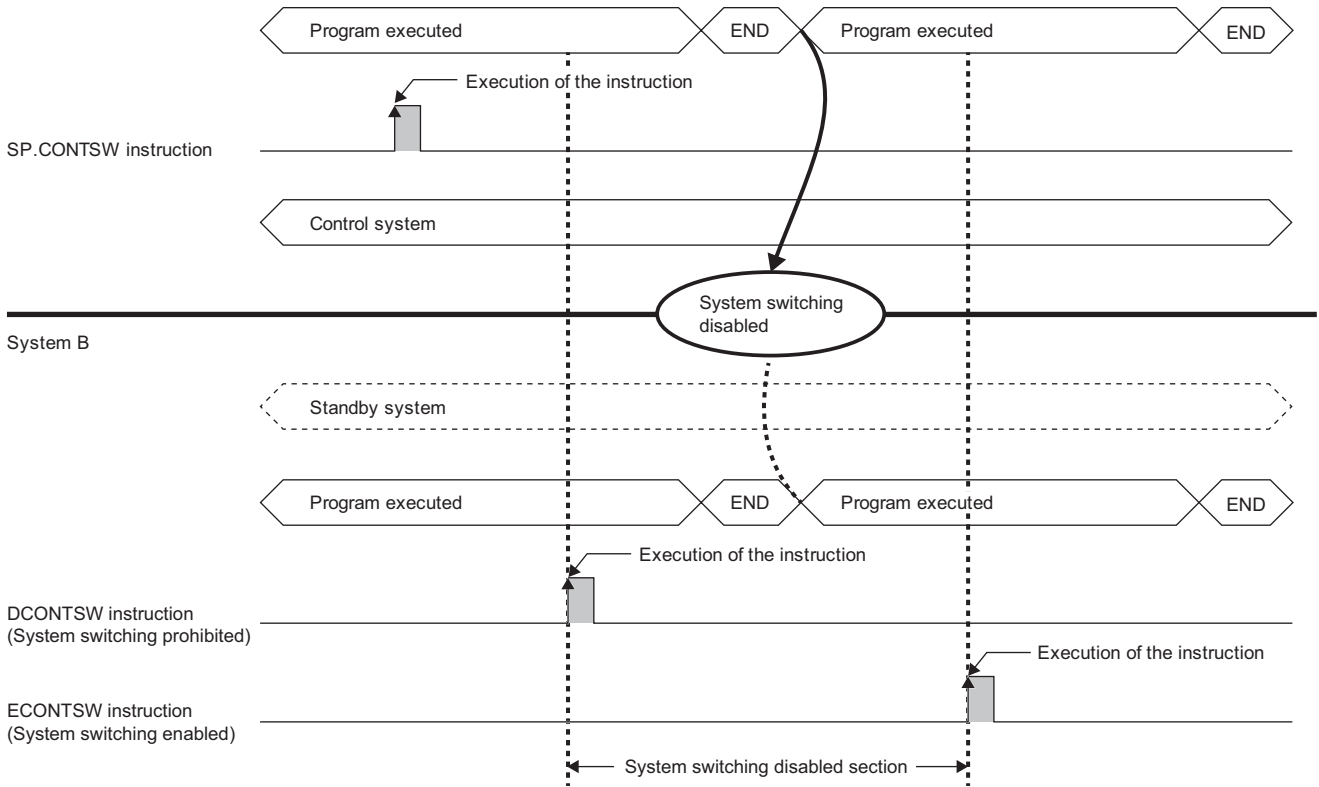 Program executed
END
Program executed
END
Execution of the instruction
SP.CONTSW instruction
Control system
System switching
disabled
System B
Standby system
Program executed
END
Program executed
END
Execution of the instruction
DCONTSW instruction
(System switching prohibited)
Execution of the instruction
ECONTSW instruction
(System switching enabled)
System switching disabled section